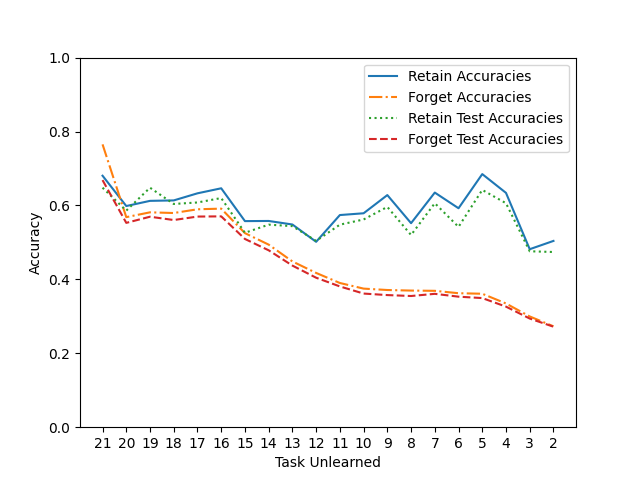 1.0
0.8
0.6
0.4
0.2
0.0
Accuracy
Retain Accuracies
Forget Accuracies
Retain Test Accuracies
Forget Test Accuracies
21 20 19 18 17 16 15 14 13 12 11 10 9 8 7 6 5 4 3 2
Task Unlearned